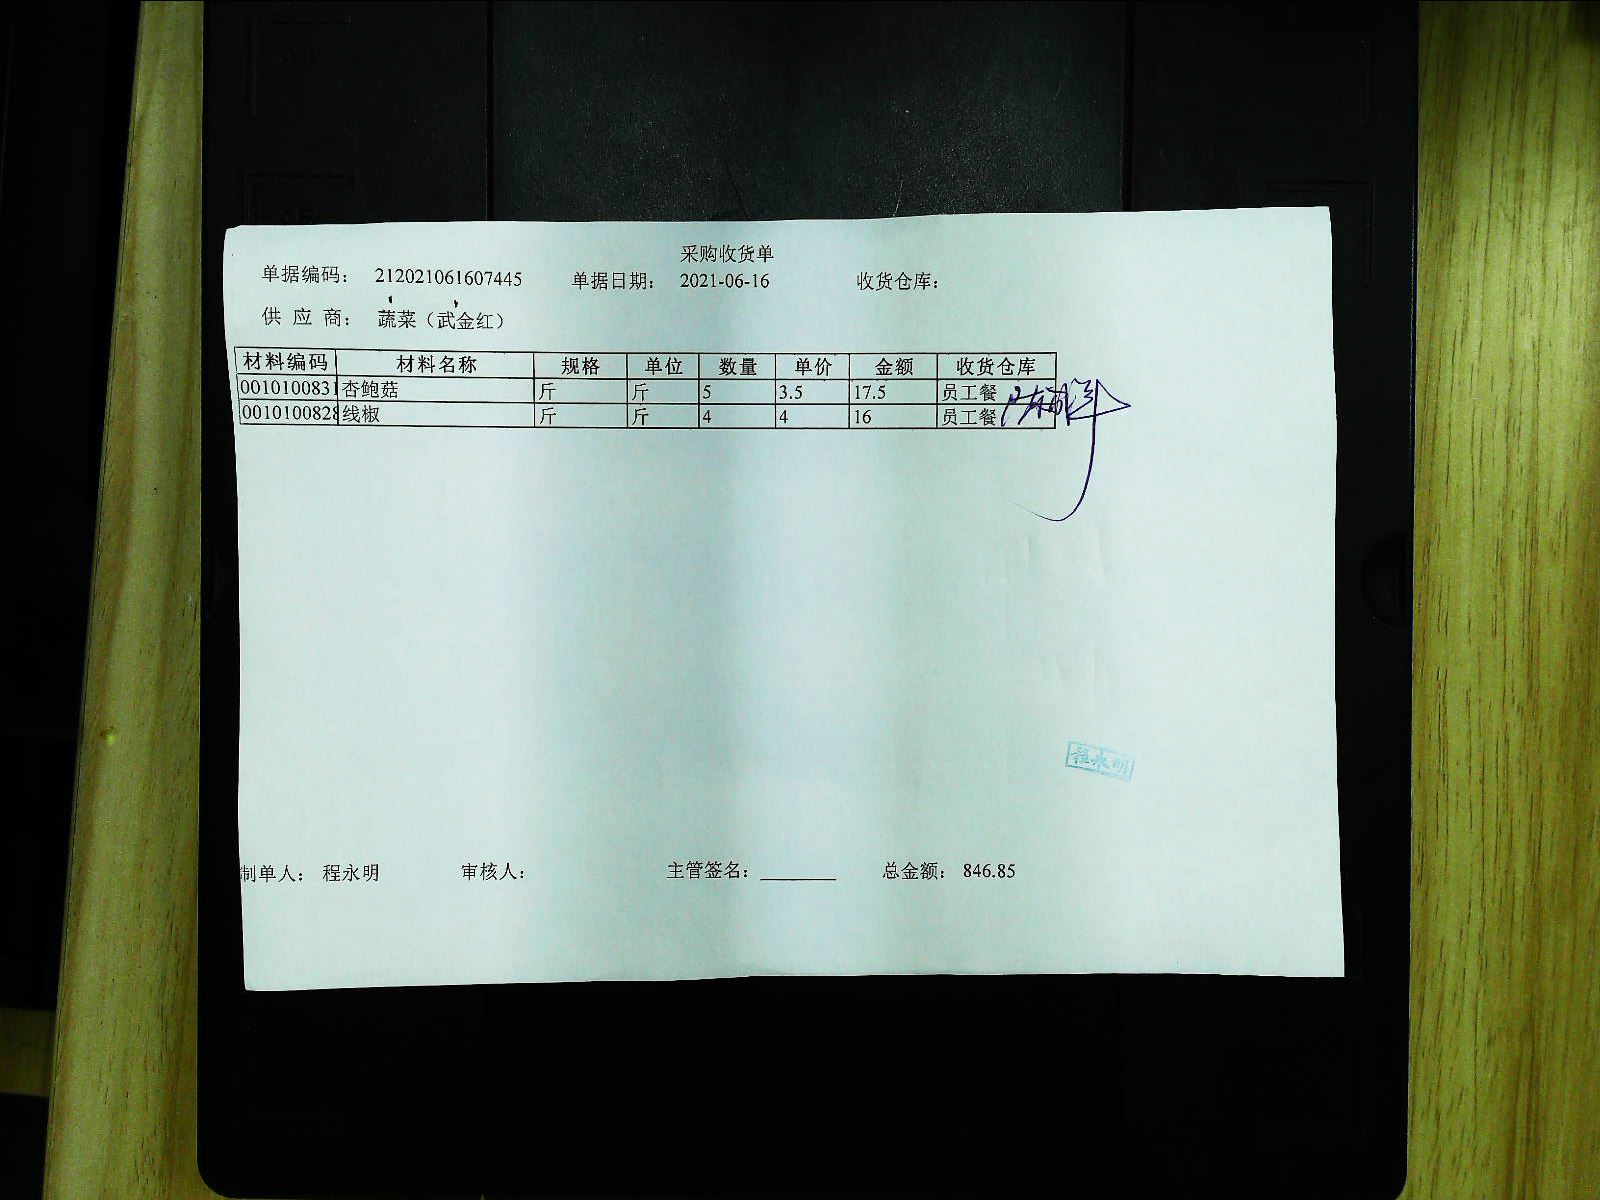 采购收货单
单据编码： 212021061607445 单据日期： 2021-06-16 收货仓库：
供 应 商： 蔬菜（武金红）
材料编码 材料名称 规格 单位 数量 单价 金额 收货仓库
0010100831 杏鲍菇 斤 斤 5 3.5 17.5 员工餐
0010100828 线椒 斤 斤 4 4 16 员工餐
程永明
制单人： 程永明 审核人： 主管签名： 总金额： 846.85